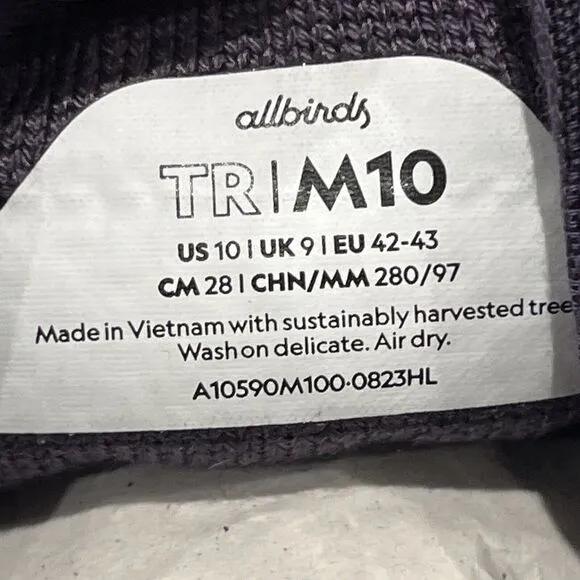 allbirds
TR | M10
US 10 | UK 9 | EU 42-43
CM 28 | CHN/MM 280/97
Made in Vietnam with sustainably harvested tree
Wash on delicate. Air dry.
A10590M100-0823HL